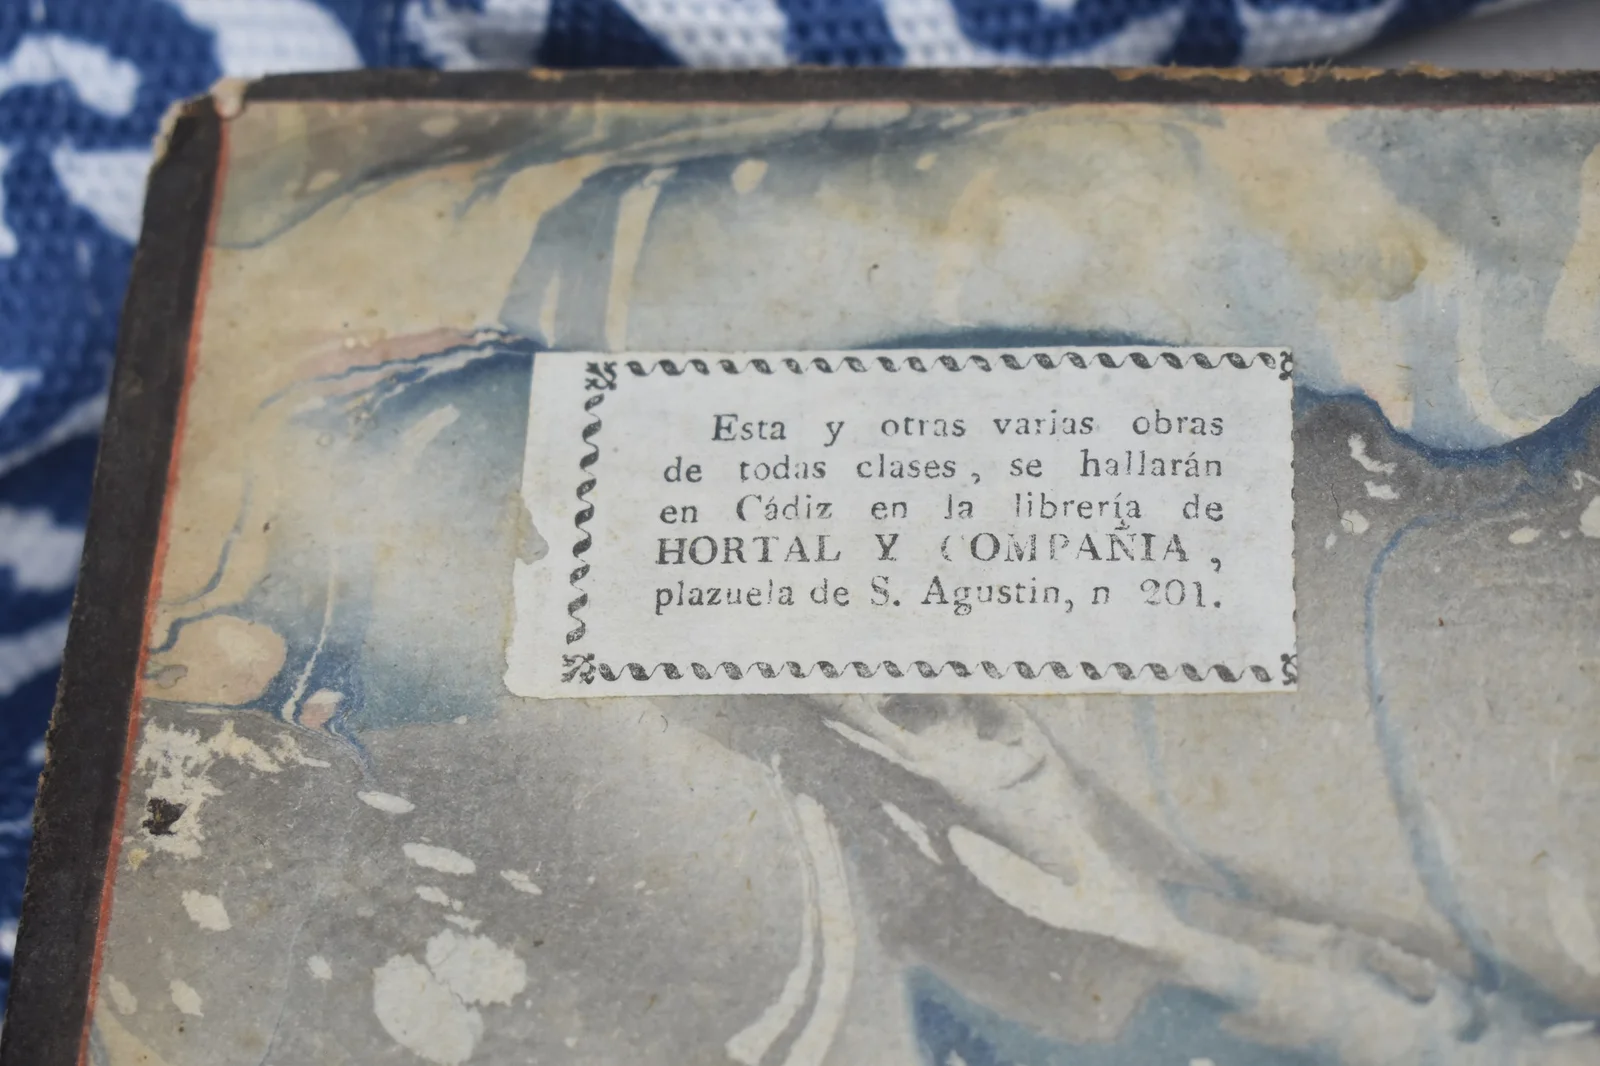 Esta y otras varias obras
de todas clases, se hallarán
en Cádiz en la librería de
HORTAL Y COMPAÑIA,
plazuela de S. Agustin, n 201.